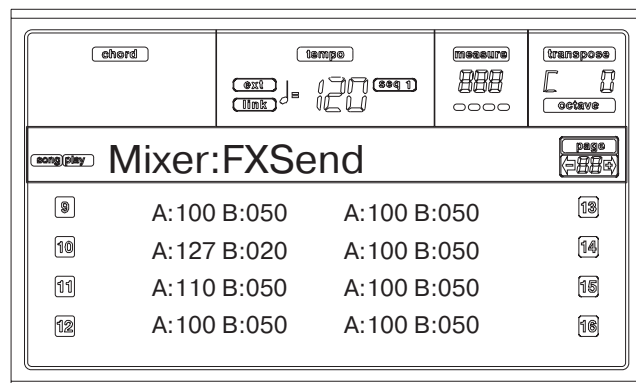 chord tempo measure transpose
ext ♩= 120 seq 1 888 C 0
link octave
song play Mixer:FXSend page
88
9 A:100 B:050 A:100 B:050 13
10 A:127 B:020 A:100 B:050 14
11 A:110 B:050 A:100 B:050 15
12 A:100 B:050 A:100 B:050 16